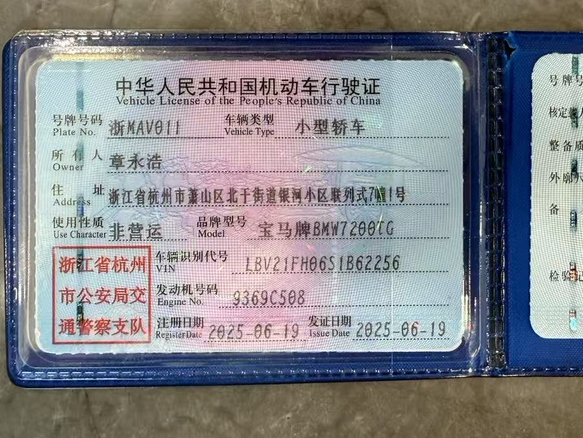 中华人民共和国机动车行驶证
Vehicle License of the People's Republic of China
号牌号码 Plate No. 浙MAV011 车辆类型 Vehicle Type 小型轿车
所有人 Owner 章永浩
住址 Address 浙江省杭州市萧山区北干街道银河小区联列式7幢1号
使用性质 Use Character 非营运 品牌型号 Model 宝马牌BMW7200TG
浙江省杭州市公安局交通警察支队
车辆识别代号 VIN LBV21FH06S1B62256
发动机号码 Engine No. 9369C508
注册日期 Register Date 2025-06-19 发证日期 Issue Date 2025-06-19
号牌号
核定载人
整备质
外廓
备
检验记